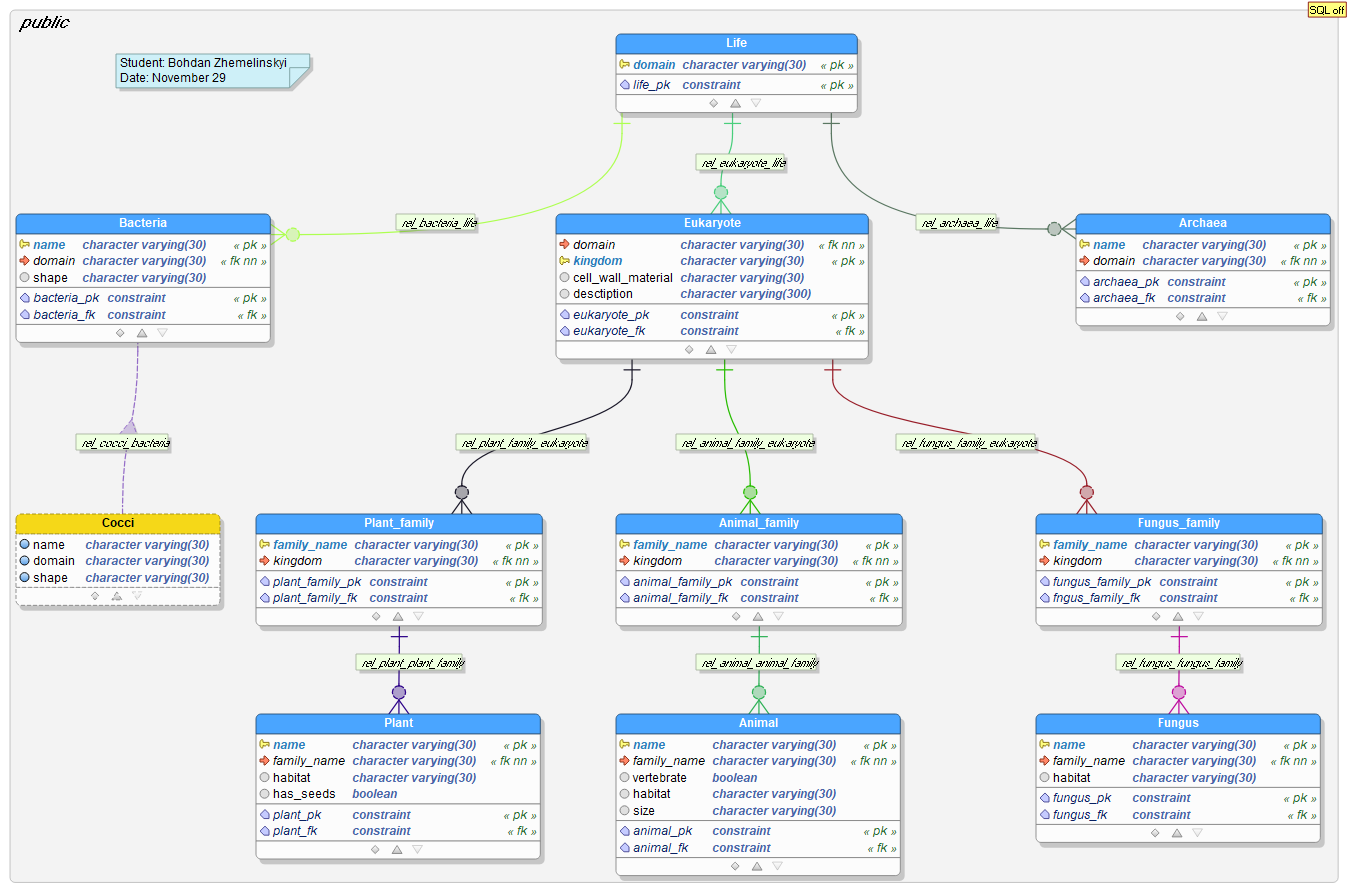 public
SQL off
Student: Bohdan Zhemelinskyi
Date: November 29
Life
domain character varying(30) « pk »
life_pk constraint « pk »
rel_bacteria_life
rel_eukaryote_life
rel_archaea_life
Bacteria
name character varying(30) « pk »
domain character varying(30) « fk nn »
shape character varying(30)
bacteria_pk constraint « pk »
bacteria_fk constraint « fk »
Eukaryote
domain character varying(30) « fk nn »
kingdom character varying(30) « pk »
cell_wall_material character varying(30)
desctiption character varying(300)
eukaryote_pk constraint « pk »
eukaryote_fk constraint « fk »
Archaea
name character varying(30) « pk »
domain character varying(30) « fk nn »
archaea_pk constraint « pk »
archaea_fk constraint « fk »
rel_cocci_bacteria
rel_plant_family_eukaryote
rel_animal_family_eukaryote
rel_fungus_family_eukaryote
Cocci
name character varying(30)
domain character varying(30)
shape character varying(30)
Plant_family
family_name character varying(30) « pk »
kingdom character varying(30) « fk nn »
plant_family_pk constraint « pk »
plant_family_fk constraint « fk »
Animal_family
family_name character varying(30) « pk »
kingdom character varying(30) « fk nn »
animal_family_pk constraint « pk »
animal_family_fk constraint « fk »
Fungus_family
family_name character varying(30) « pk »
kingdom character varying(30) « fk nn »
fungus_family_pk constraint « pk »
fngus_family_fk constraint « fk »
rel_plant_plant_family
rel_animal_animal_family
rel_fungus_fungus_family
Plant
name character varying(30) « pk »
family_name character varying(30) « fk nn »
habitat character varying(30)
has_seeds boolean
plant_pk constraint « pk »
plant_fk constraint « fk »
Animal
name character varying(30) « pk »
family_name character varying(30) « fk nn »
vertebrate boolean
habitat character varying(30)
size character varying(30)
animal_pk constraint « pk »
animal_fk constraint « fk »
Fungus
name character varying(30) « pk »
family_name character varying(30) « fk nn »
habitat character varying(30)
fungus_pk constraint « pk »
fungus_fk constraint « fk »